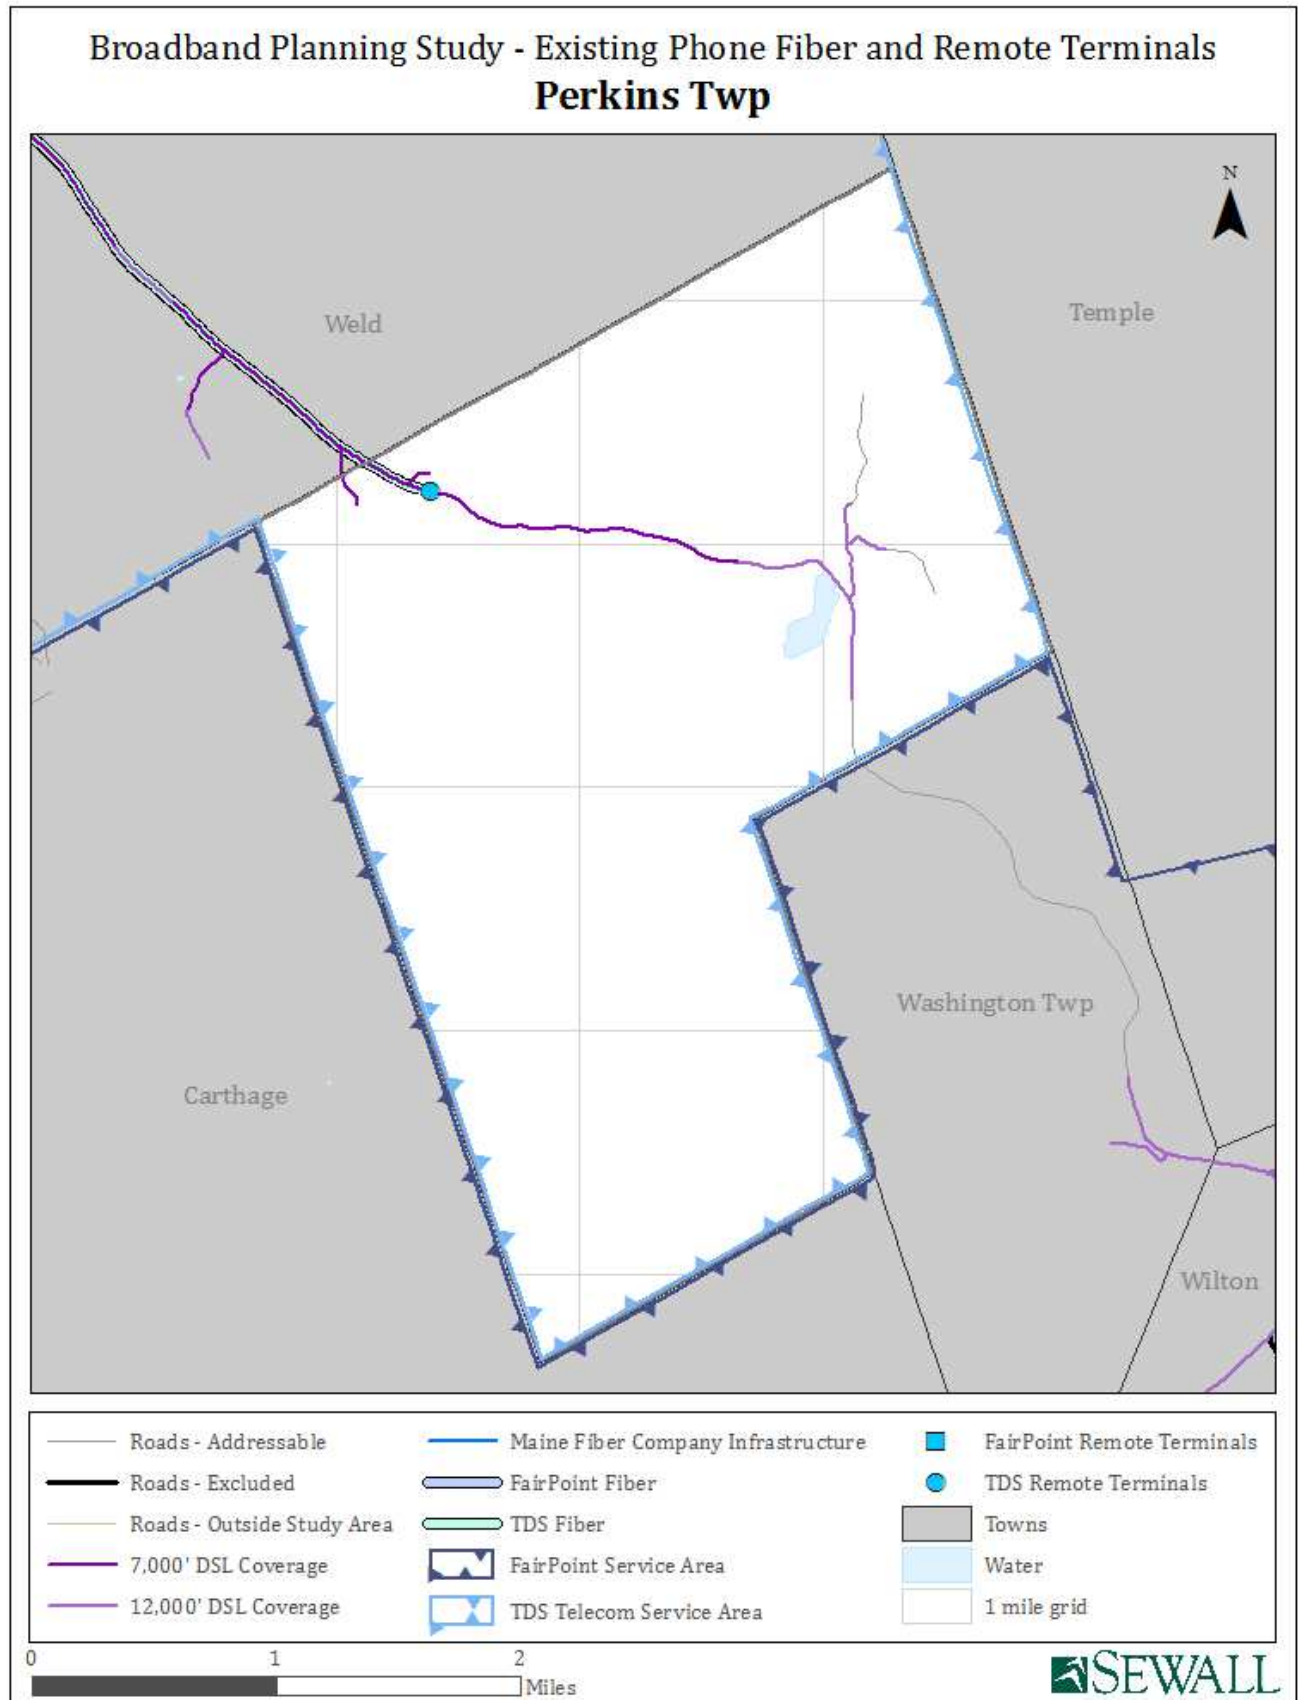 Broadband Planning Study - Existing Phone Fiber and Remote Terminals
Perkins Twp
N
Weld
Temple
Washington Twp
Carthage
Wilton
Roads - Addressable
Roads - Excluded
Roads - Outside Study Area
7,000' DSL Coverage
12,000' DSL Coverage
Maine Fiber Company Infrastructure
FairPoint Fiber
TDS Fiber
FairPoint Service Area
TDS Telecom Service Area
FairPoint Remote Terminals
TDS Remote Terminals
Towns
Water
1 mile grid
0 1 2
Miles
SEWALL